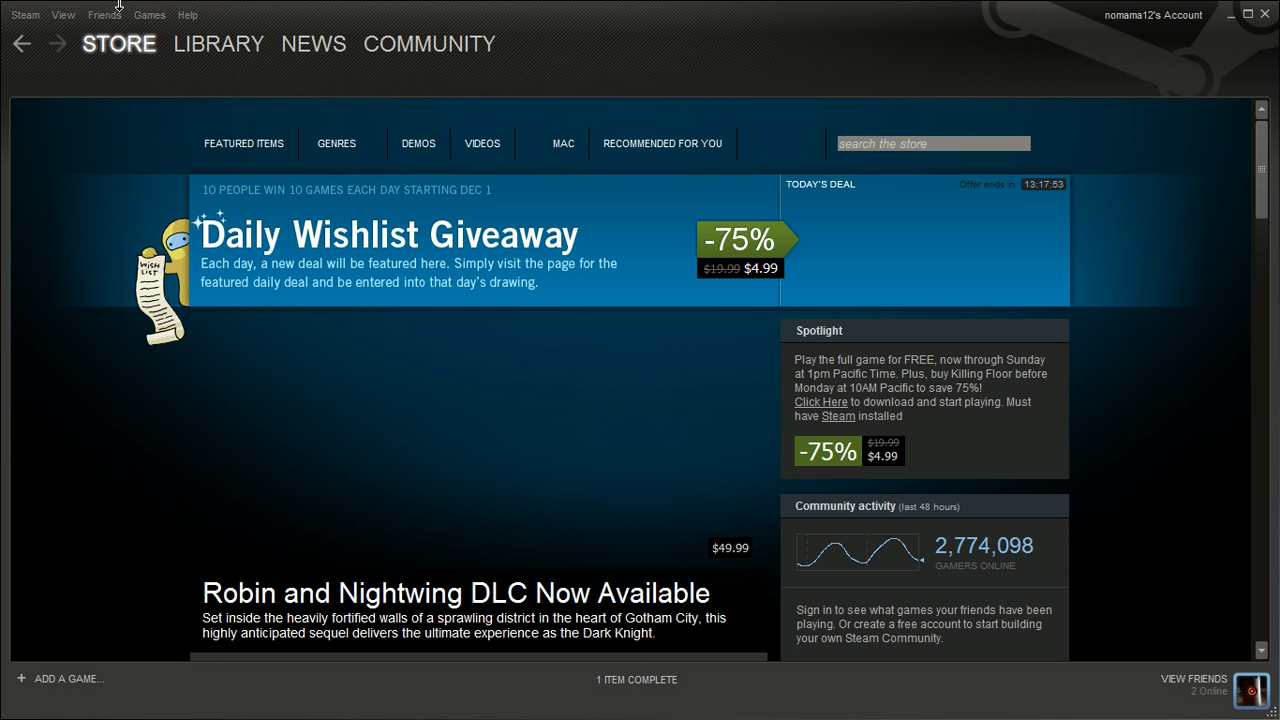 Steam View Friends Games Help
nomama12's Account
STORE LIBRARY NEWS COMMUNITY
FEATURED ITEMS GENRES DEMOS VIDEOS MAC RECOMMENDED FOR YOU
search the store
10 PEOPLE WIN 10 GAMES EACH DAY STARTING DEC 1
Daily Wishlist Giveaway
Each day, a new deal will be featured here. Simply visit the page for the
featured daily deal and be entered into that day's drawing.
WISH
LIST
-75%
$19.99 $4.99
TODAY'S DEAL
Offer ends in 13:17:53
Spotlight
Play the full game for FREE, now through Sunday
at 1pm Pacific Time. Plus, buy Killing Floor before
Monday at 10AM Pacific to save 75%!
Click Here to download and start playing. Must
have Steam installed
-75%
$19.99
$4.99
Community activity (last 48 hours)
2,774,098
GAMERS ONLINE
Sign in to see what games your friends have been
playing. Or create a free account to start building
your own Steam Community.
$49.99
Robin and Nightwing DLC Now Available
Set inside the heavily fortified walls of a sprawling district in the heart of Gotham City, this
highly anticipated sequel delivers the ultimate experience as the Dark Knight.
+ ADD A GAME...
1 ITEM COMPLETE
VIEW FRIENDS
2 Online